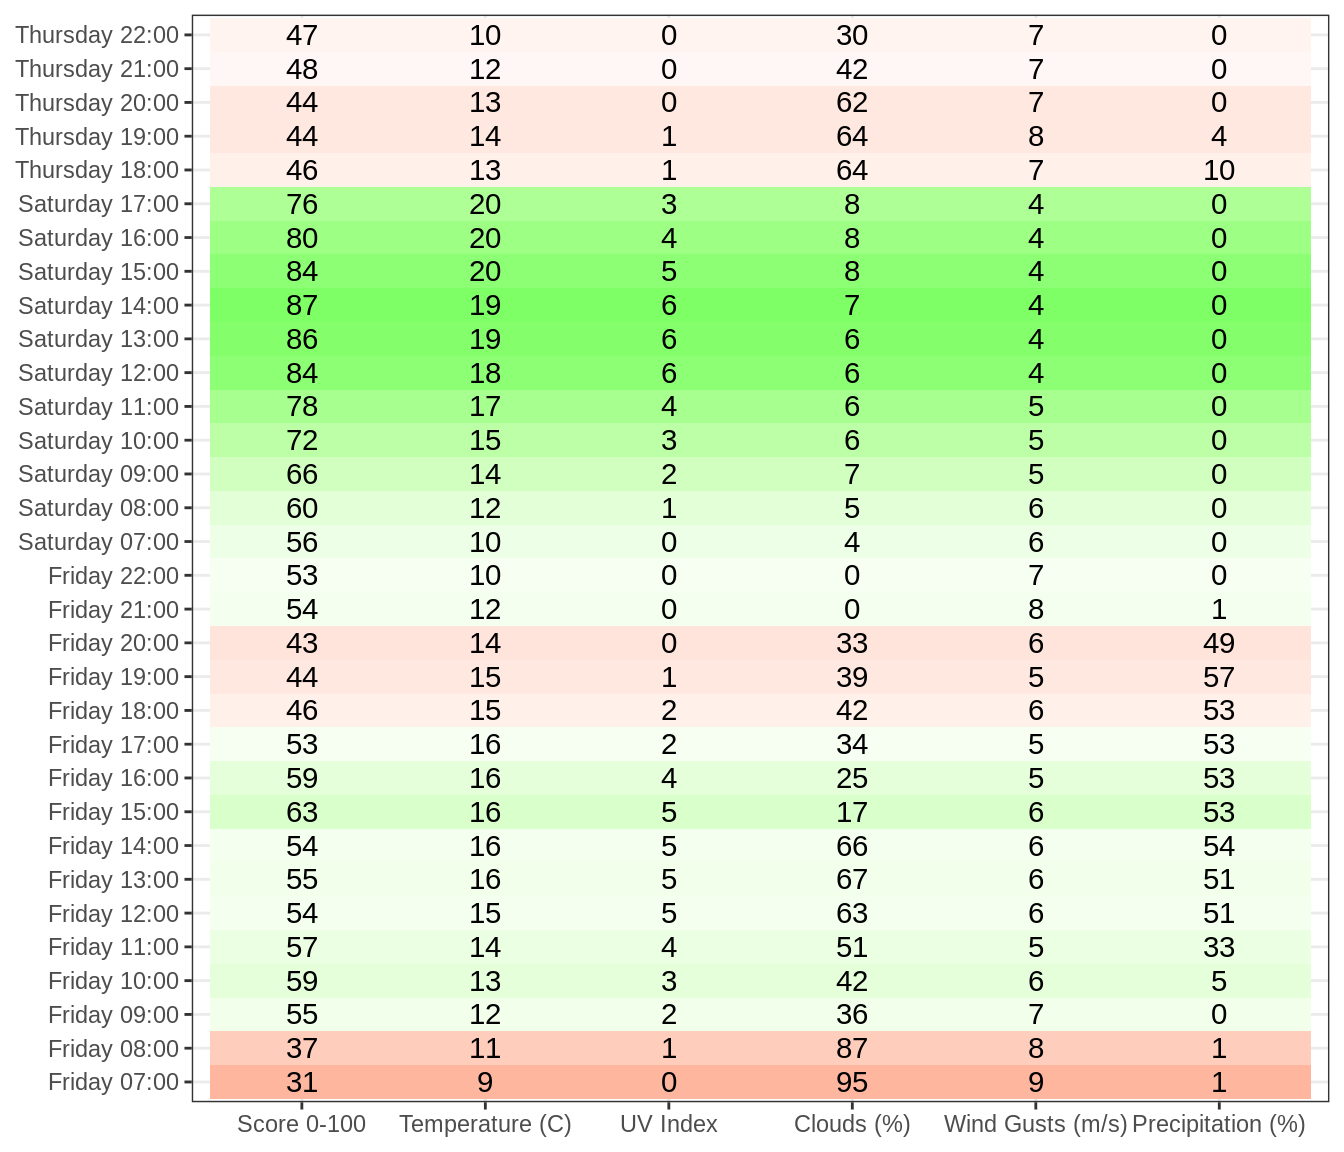 Thursday 22:00 47 10 0 30 7 0
Thursday 21:00 48 12 0 42 7 0
Thursday 20:00 44 13 0 62 7 0
Thursday 19:00 44 14 1 64 8 4
Thursday 18:00 46 13 1 64 7 10
Saturday 17:00 76 20 3 8 4 0
Saturday 16:00 80 20 4 8 4 0
Saturday 15:00 84 20 5 8 4 0
Saturday 14:00 87 19 6 7 4 0
Saturday 13:00 86 19 6 6 4 0
Saturday 12:00 84 18 6 6 4 0
Saturday 11:00 78 17 4 6 5 0
Saturday 10:00 72 15 3 6 5 0
Saturday 09:00 66 14 2 7 5 0
Saturday 08:00 60 12 1 5 6 0
Saturday 07:00 56 10 0 4 6 0
Friday 22:00 53 10 0 0 7 0
Friday 21:00 54 12 0 0 8 1
Friday 20:00 43 14 0 33 6 49
Friday 19:00 44 15 1 39 5 57
Friday 18:00 46 15 2 42 6 53
Friday 17:00 53 16 2 34 5 53
Friday 16:00 59 16 4 25 5 53
Friday 15:00 63 16 5 17 6 53
Friday 14:00 54 16 5 66 6 54
Friday 13:00 55 16 5 67 6 51
Friday 12:00 54 15 5 63 6 51
Friday 11:00 57 14 4 51 5 33
Friday 10:00 59 13 3 42 6 5
Friday 09:00 55 12 2 36 7 0
Friday 08:00 37 11 1 87 8 1
Friday 07:00 31 9 0 95 9 1
Score 0-100 Temperature (C) UV Index Clouds (%) Wind Gusts (m/s) Precipitation (%)